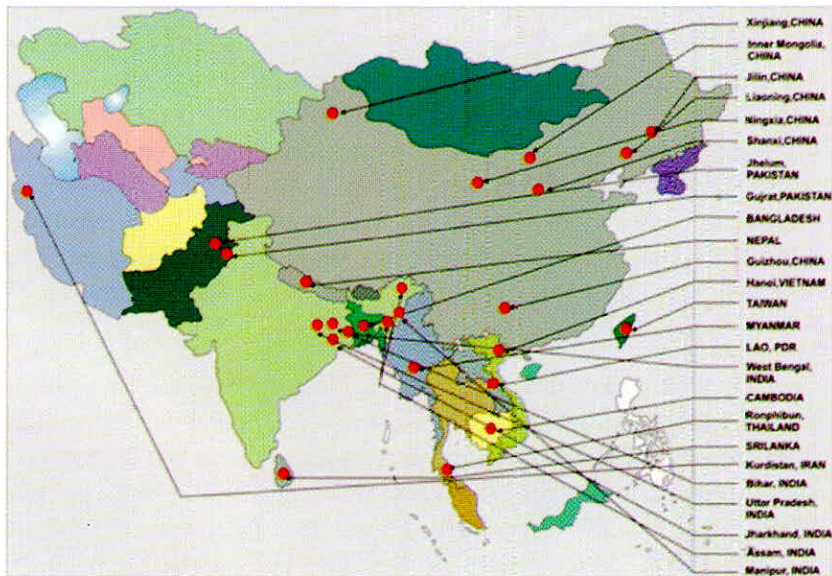 Xinjiang,CHINA
Inner Mongolia,
CHINA
Jilin,CHINA
Liaoning,CHINA
Ningxia,CHINA
Shanxi,CHINA
Jhelum,
PAKISTAN
Gujrat,PAKISTAN
BANGLADESH
NEPAL
Guizhou,CHINA
Hanoi,VIETNAM
TAIWAN
MYANMAR
LAO, PDR
West Bengal,
INDIA
CAMBODIA
Ronphibun,
THAILAND
SRILANKA
Kurdistan, IRAN
Bihar, INDIA
Uttor Pradesh,
INDIA
Jharkhand, INDIA
Assam, INDIA
Manipur, INDIA